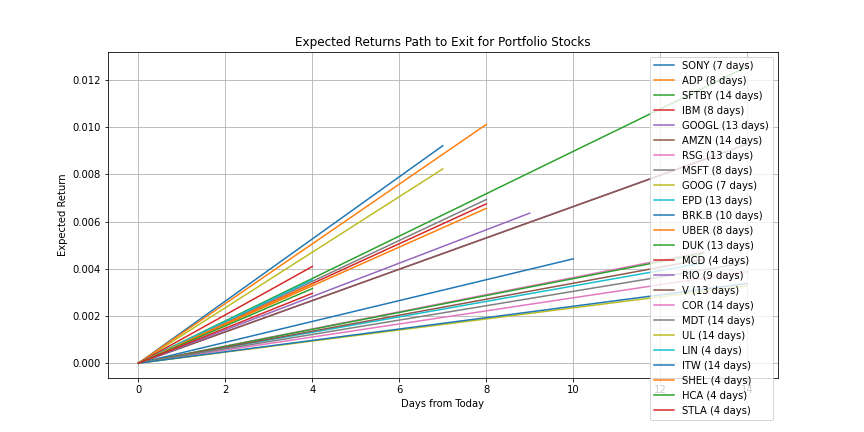 Expected Returns Path to Exit for Portfolio Stocks
Expected Return
0.012
0.010
0.008
0.006
0.004
0.002
0.000
0
2
4
6
8
10
12
14
Days from Today
SONY (7 days)
ADP (8 days)
SFTBY (14 days)
IBM (8 days)
GOOGL (13 days)
AMZN (14 days)
RSG (13 days)
MSFT (8 days)
GOOG (7 days)
EPD (13 days)
BRK.B (10 days)
UBER (8 days)
DUK (13 days)
MCD (4 days)
RIO (9 days)
V (13 days)
COR (14 days)
MDT (14 days)
UL (14 days)
LIN (4 days)
ITW (14 days)
SHEL (4 days)
HCA (4 days)
STLA (4 days)